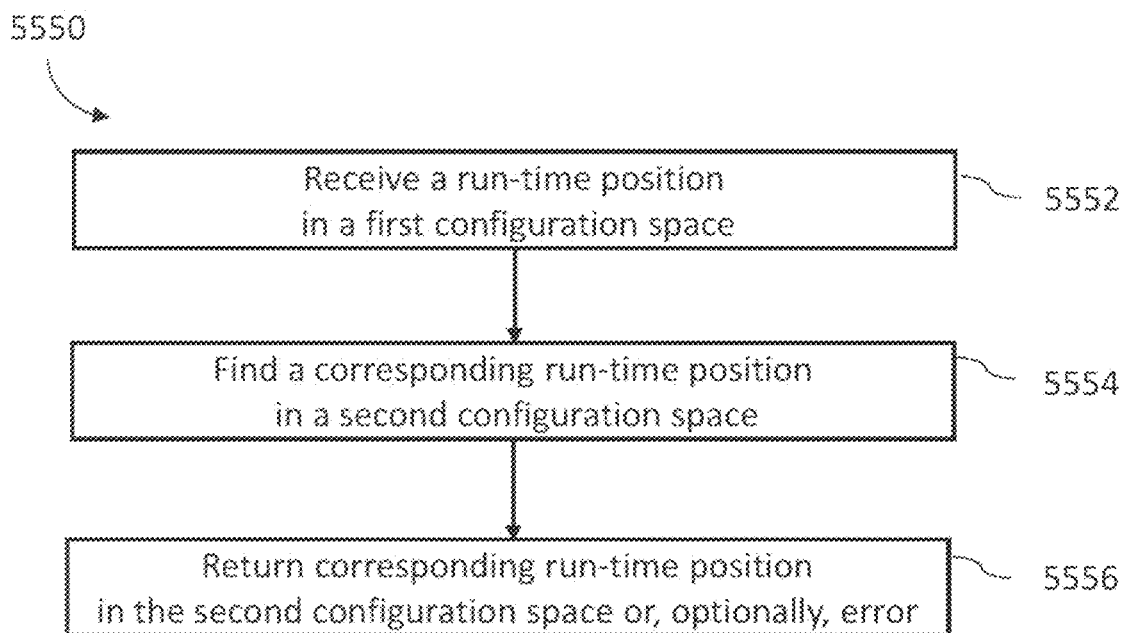 5550
Receive a run-time position
in a first configuration space
5552
Find a corresponding run-time position
in a second configuration space
5554
Return corresponding run-time position
in the second configuration space or, optionally, error
5556